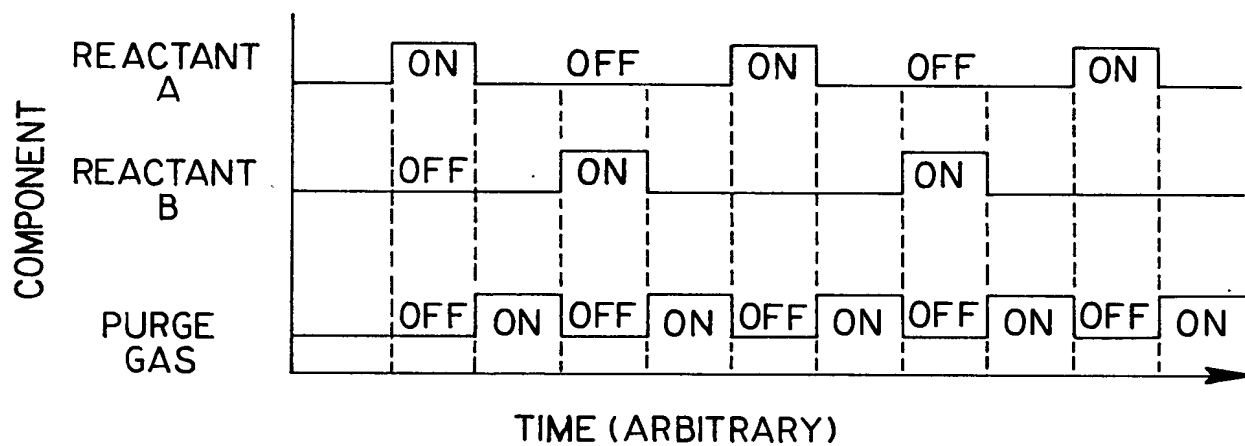 COMPONENT
REACTANT
A
ON OFF ON OFF ON
REACTANT
B
OFF ON ON
PURGE
GAS
OFF ON OFF ON OFF ON OFF ON OFF ON
TIME (ARBITRARY)